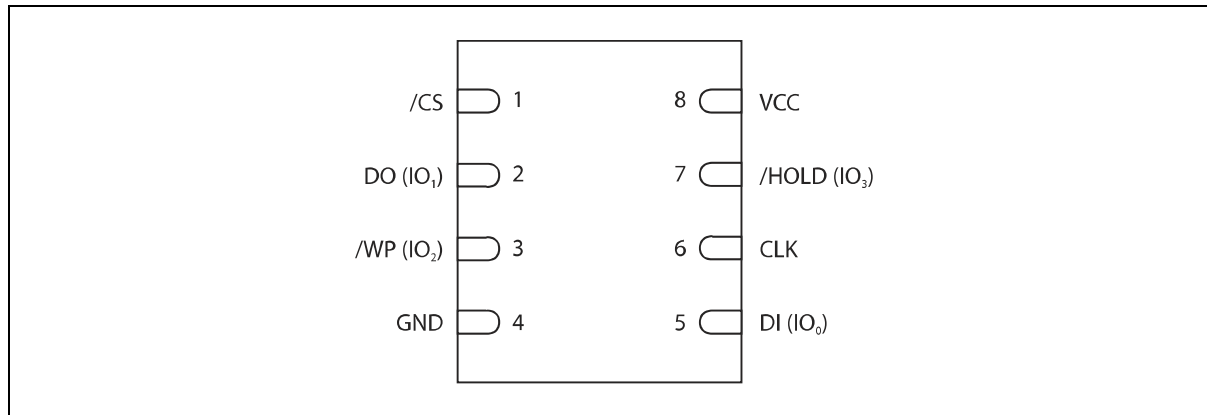 /CS 1 8 VCC
DO (IO₁) 2 7 /HOLD (IO₃)
/WP (IO₂) 3 6 CLK
GND 4 5 DI (IO₀)